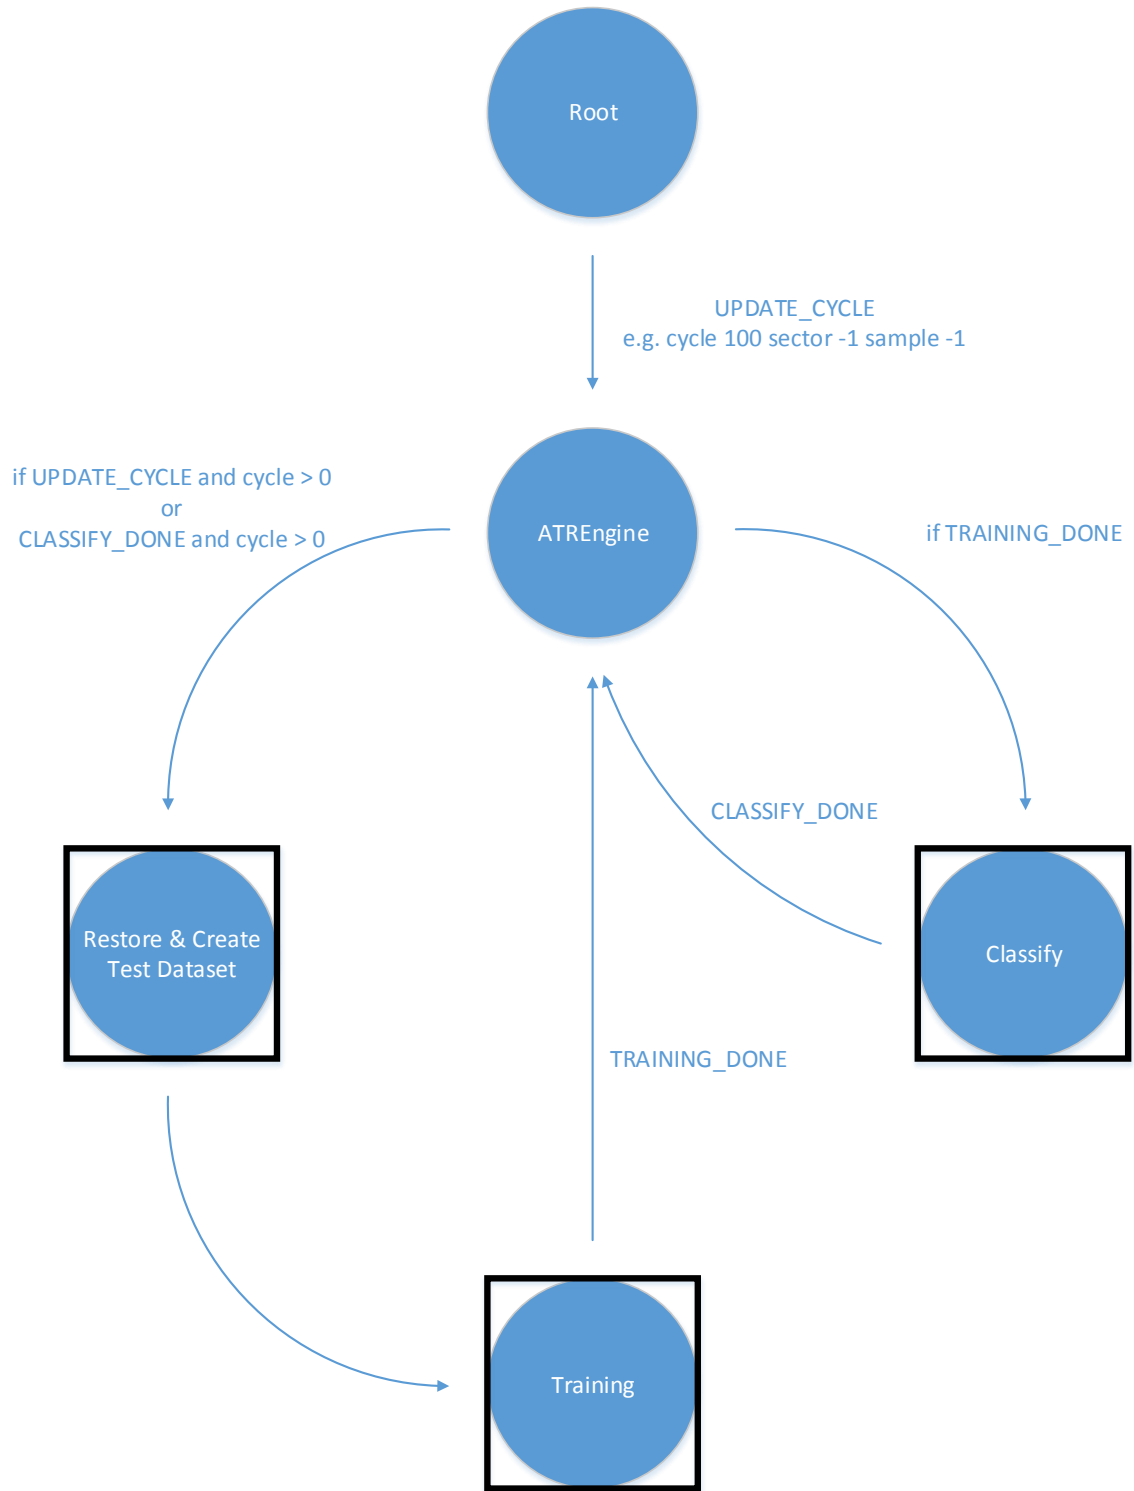 Root
UPDATE_CYCLE
e.g. cycle 100 sector -1 sample -1
if UPDATE_CYCLE and cycle > 0
or
CLASSIFY_DONE and cycle > 0
ATREngine
if TRAINING_DONE
CLASSIFY_DONE
Restore & Create
Test Dataset
Classify
TRAINING_DONE
Training